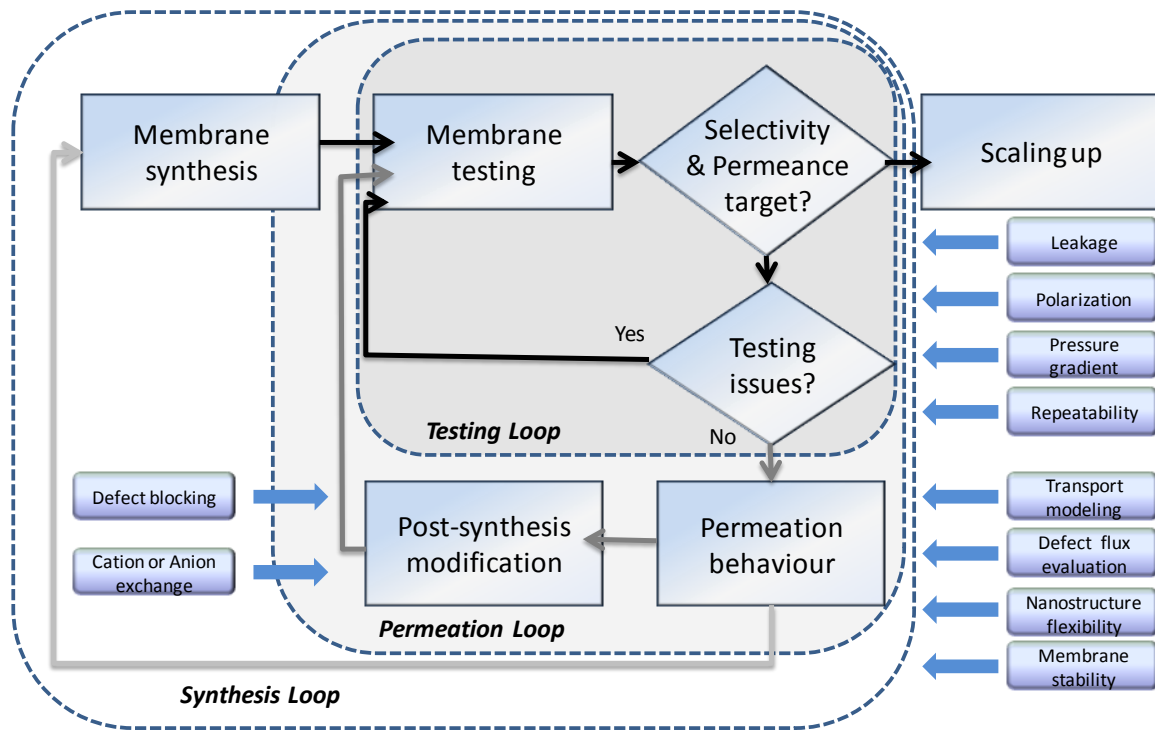 Membrane
synthesis
Membrane
testing
Selectivity
& Permeance
target?
Scaling up
Leakage
Polarization
Pressure
gradient
Repeatability
Yes
Testing
issues?
Testing Loop
No
Defect blocking
Cation or Anion
exchange
Post-synthesis
modification
Permeation
behaviour
Transport
modeling
Defect flux
evaluation
Nanostructure
flexibility
Membrane
stability
Permeation Loop
Synthesis Loop